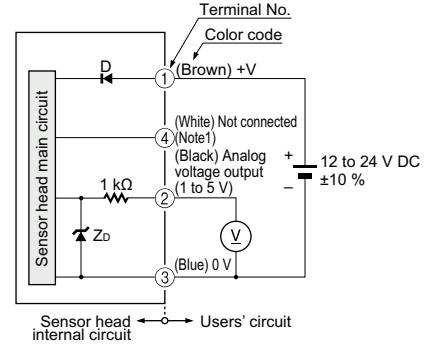 Terminal No.
Color code
D
1
(Brown) +V
Sensor head main circuit
4
(White) Not connected
(Note1)
(Black) Analog
voltage output
(1 to 5 V)
+
12 to 24 V DC
−
±10 %
1 kΩ
2
ZD
V
3
(Blue) 0 V
Sensor head
internal circuit
Users' circuit